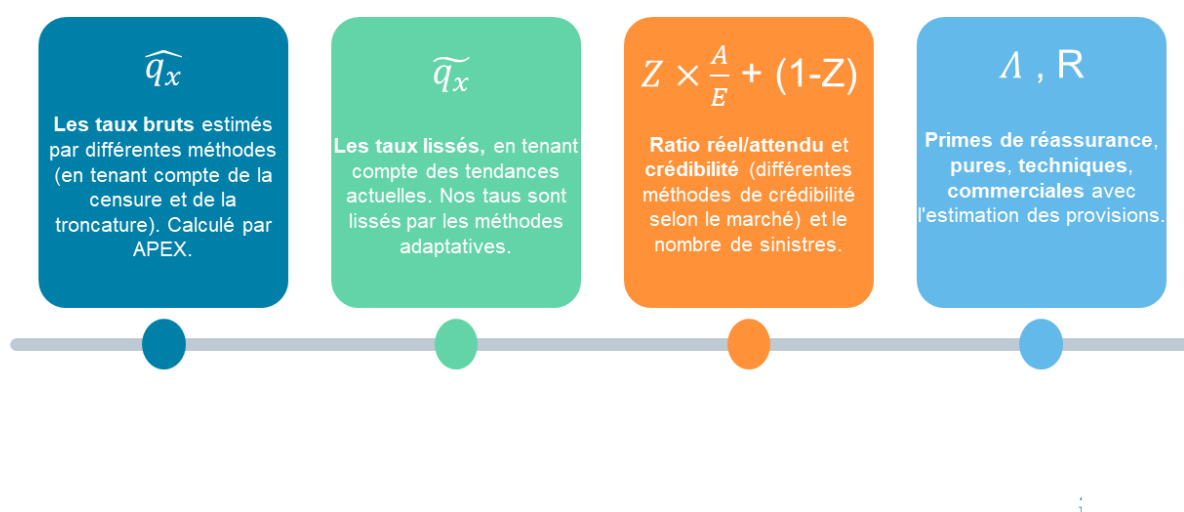 q̂x
Les taux bruts estimés
par différentes méthodes
(en tenant compte de la
censure et de la
troncature). Calculé par
APEX.
q̃x
Les taux lissés, en tenant
compte des tendances
actuelles. Nos taus sont
lissés par les méthodes
adaptatives.
Z × A/E + (1-Z)
Ratio réel/attendu et
crédibilité (différentes
méthodes de crédibilité
selon le marché) et le
nombre de sinistres.
Λ , R
Primes de réassurance,
pures, techniques,
commerciales avec
l'estimation des provisions.